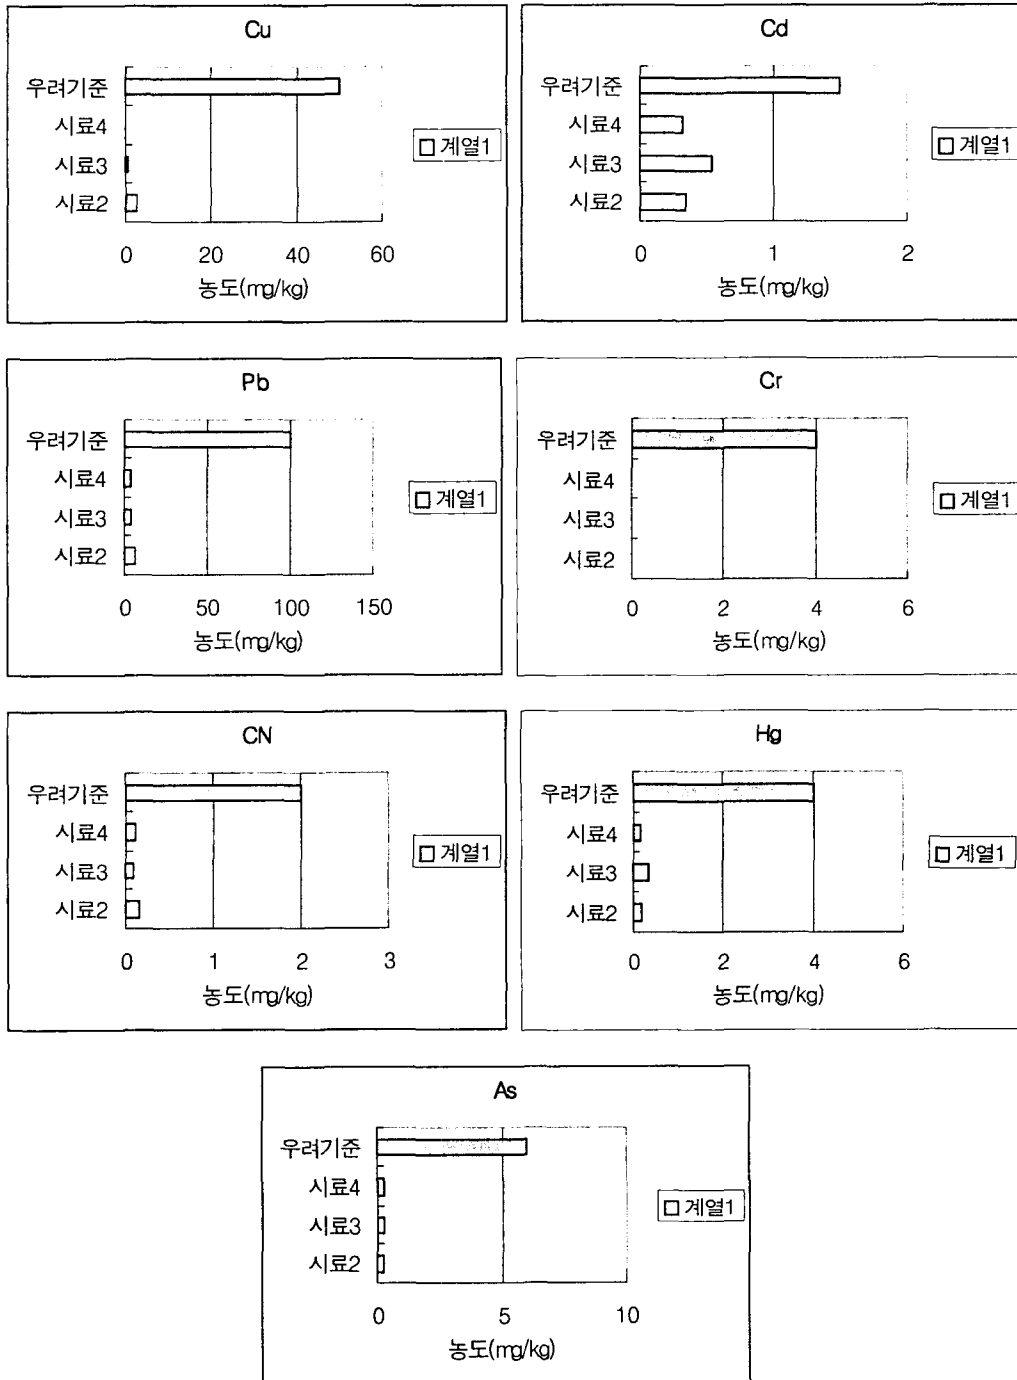 Cu
우려기준
시료4
시료3
시료2
0 20 40 60
농도(mg/kg)
계열1
Cd
우려기준
시료4
시료3
시료2
0 1 2
농도(mg/kg)
계열1
Pb
우려기준
시료4
시료3
시료2
0 50 100 150
농도(mg/kg)
계열1
Cr
우려기준
시료4
시료3
시료2
0 2 4 6
농도(mg/kg)
계열1
CN
우려기준
시료4
시료3
시료2
0 1 2 3
농도(mg/kg)
계열1
Hg
우려기준
시료4
시료3
시료2
0 2 4 6
농도(mg/kg)
계열1
As
우려기준
시료4
시료3
시료2
0 5 10
농도(mg/kg)
계열1